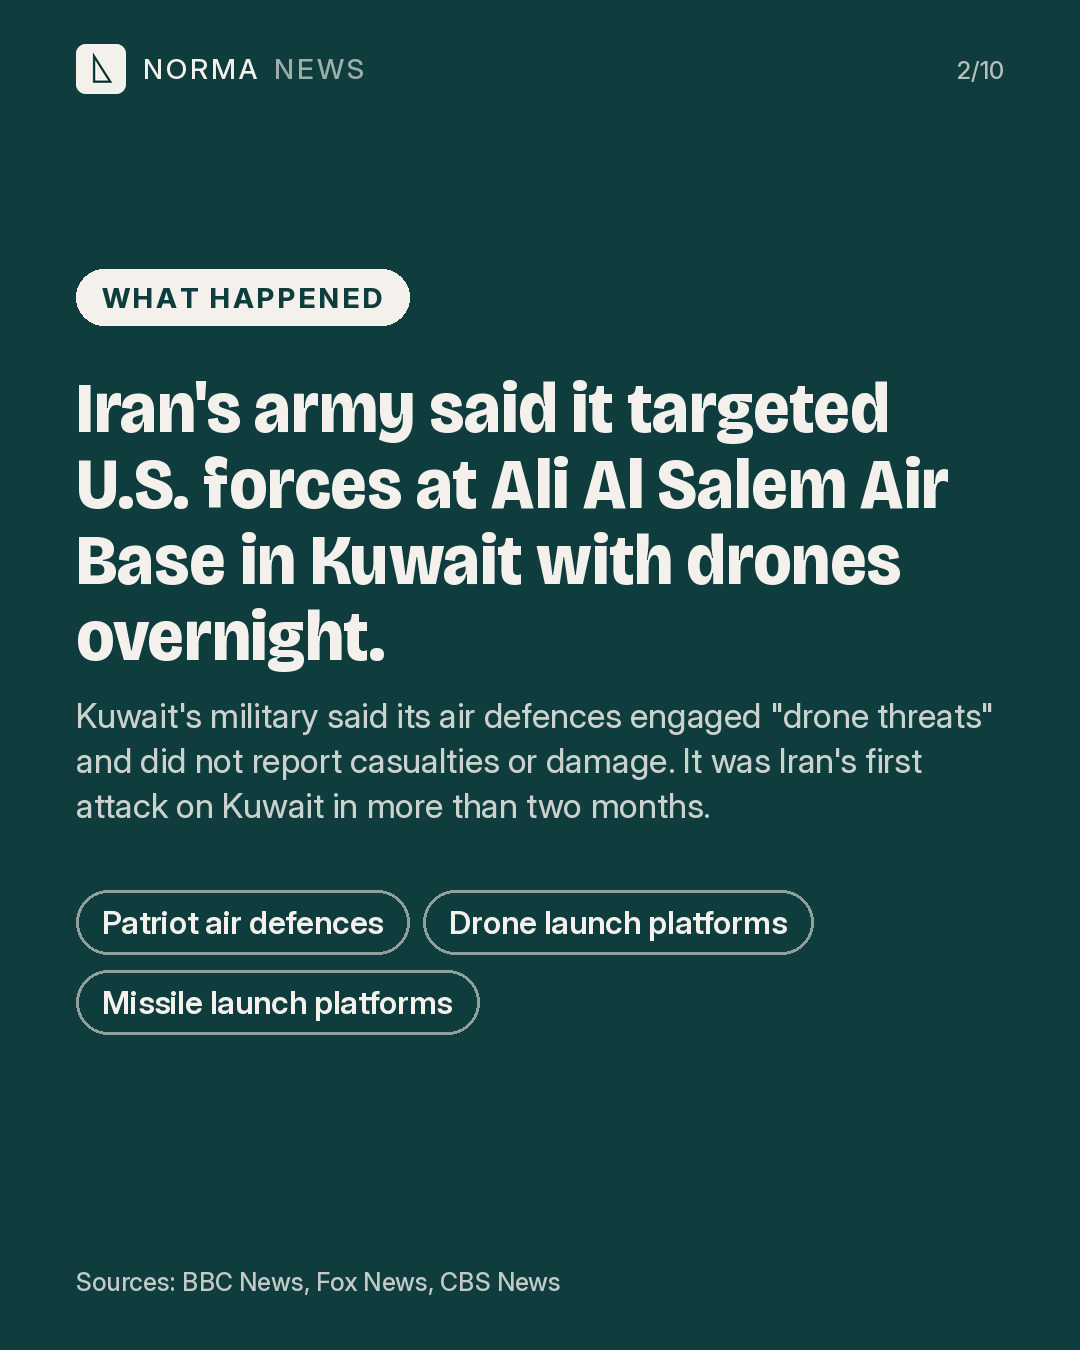 NORMA NEWS
2/10
WHAT HAPPENED
Iran's army said it targeted
U.S. forces at Ali Al Salem Air
Base in Kuwait with drones
overnight.
Kuwait's military said its air defences engaged "drone threats"
and did not report casualties or damage. It was Iran's first
attack on Kuwait in more than two months.
Patriot air defences
Drone launch platforms
Missile launch platforms
Sources: BBC News, Fox News, CBS News